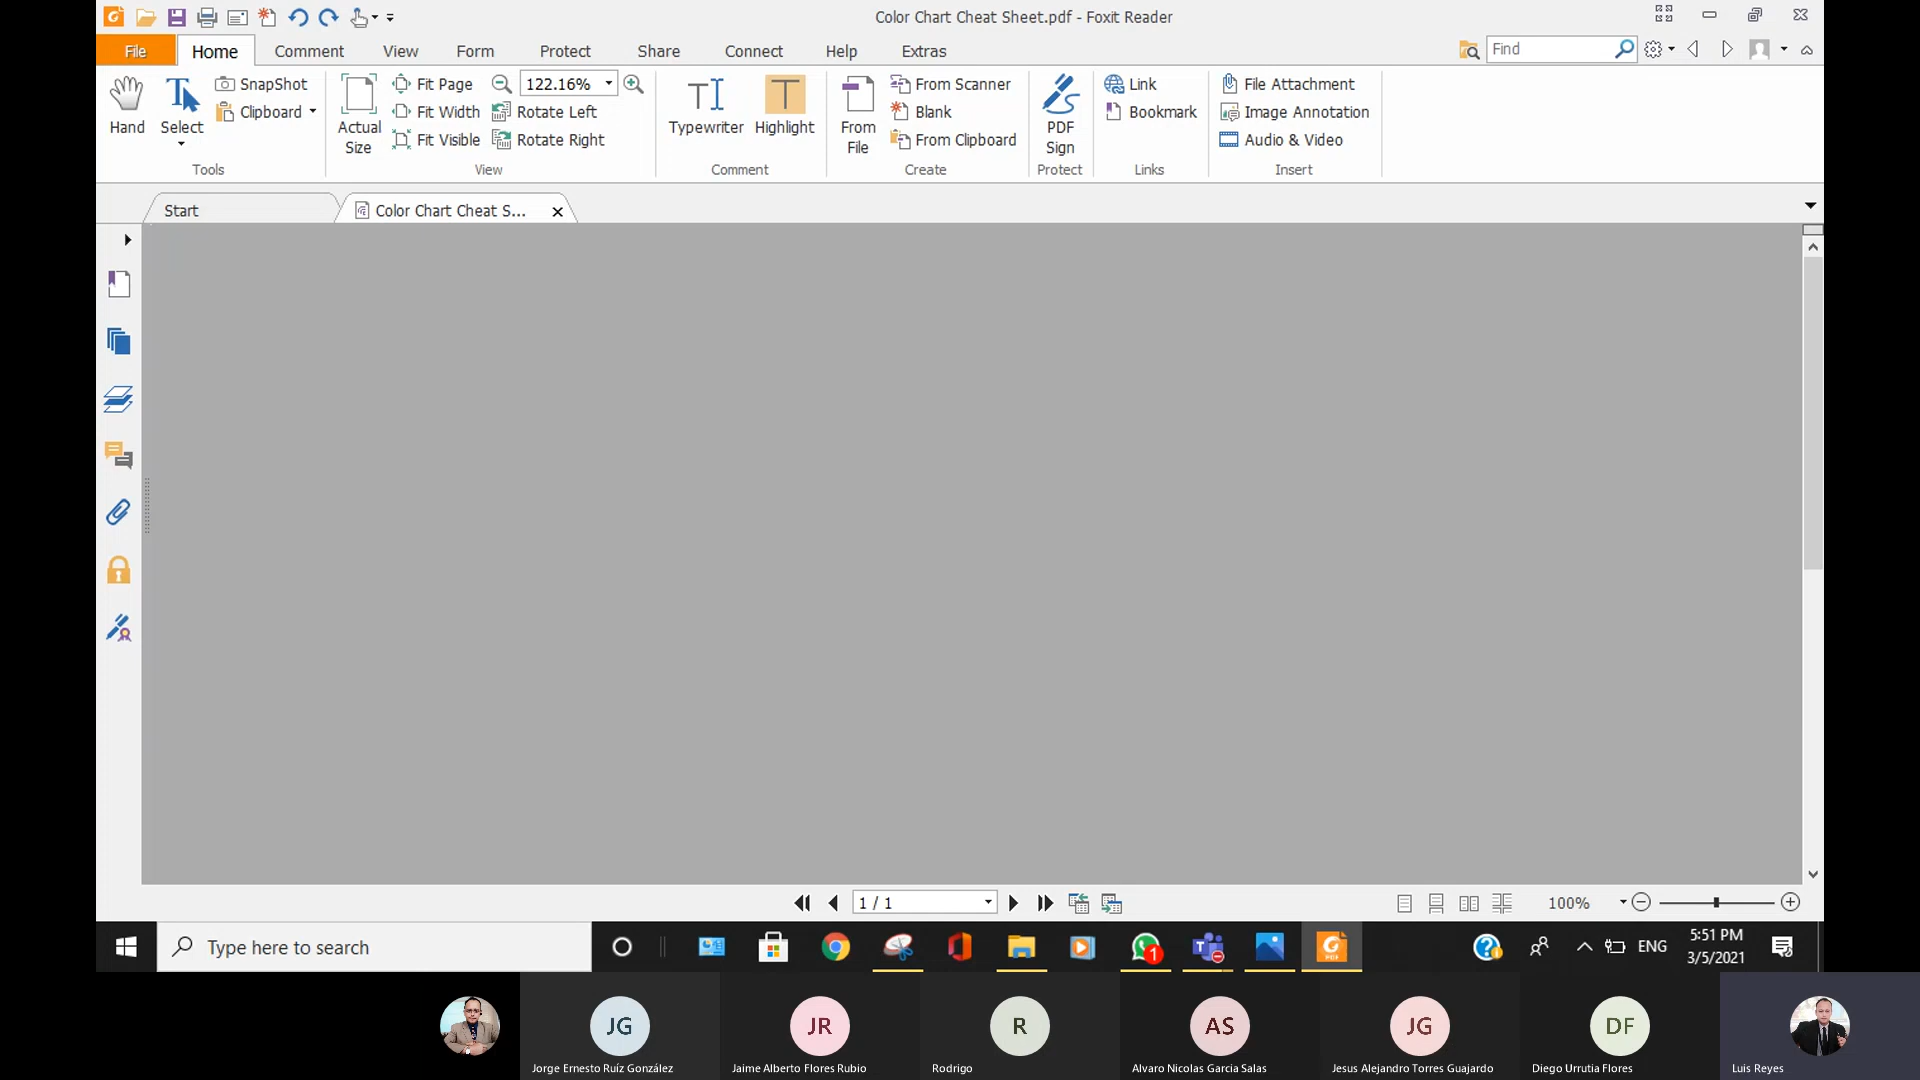 Color Chart Cheat Sheet.pdf - Foxit Reader
File Home Comment View Form Protect Share Connect Help Extras Find
Hand
Select
SnapShot
Clipboard
Tools
Actual
Size
Fit Page
Fit Width
Fit Visible
122.16%
Rotate Left
Rotate Right
View
Typewriter
Highlight
Comment
From
File
From Scanner
Blank
From Clipboard
Create
PDF
Sign
Protect
Link
Bookmark
Links
File Attachment
Image Annotation
Audio & Video
Insert
Start
Color Chart Cheat S...
1 / 1
100%
Type here to search
1
ENG
5:51 PM
3/5/2021
JG
JR
R
AS
JG
DF
Jorge Ernesto Ruíz González
Jaime Alberto Flores Rubio
Rodrigo
Alvaro Nicolas Garcia Salas
Jesus Alejandro Torres Guajardo
Diego Urrutia Flores
Luis Reyes